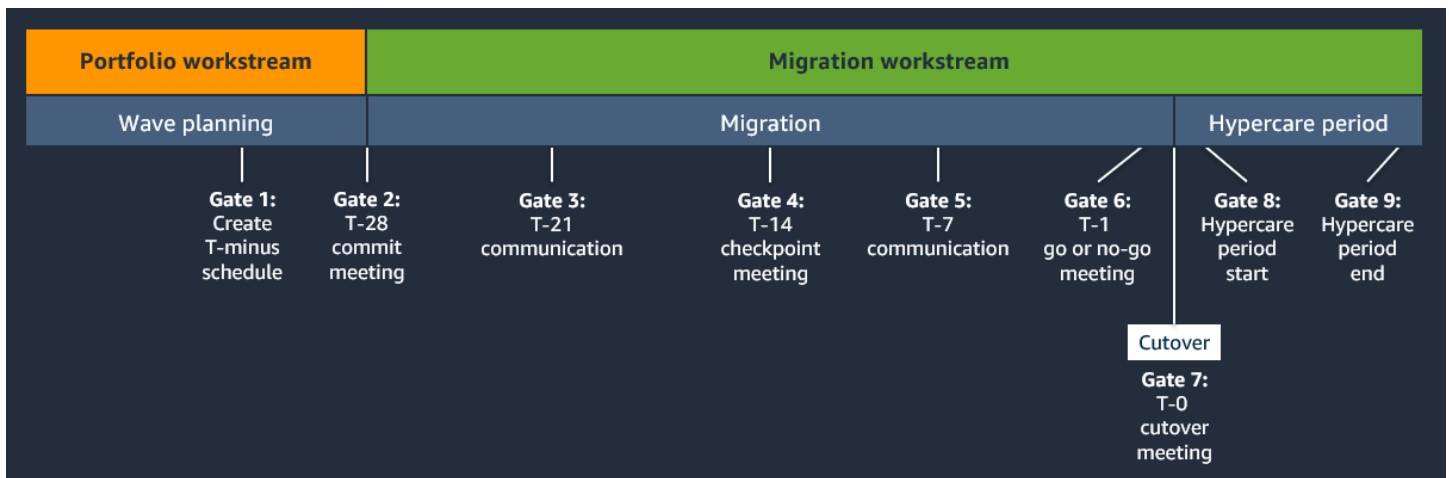 Portfolio workstream
Migration workstream
Wave planning
Migration
Hypercare period
Gate 1:
Create
T-minus
schedule
Gate 2:
T-28
commit
meeting
Gate 3:
T-21
communication
Gate 4:
T-14
checkpoint
meeting
Gate 5:
T-7
communication
Gate 6:
T-1
go or no-go
meeting
Cutover
Gate 7:
T-0
cutover
meeting
Gate 8:
Hypercare
period
start
Gate 9:
Hypercare
period
end